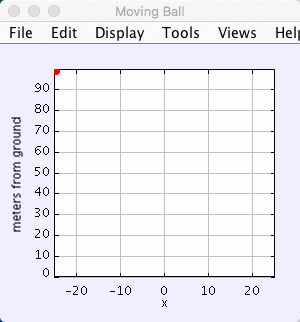 Moving Ball
File Edit Display Tools Views Help
meters from ground
90
80
70
60
50
40
30
20
10
0
-20 -10 0 10 20
x